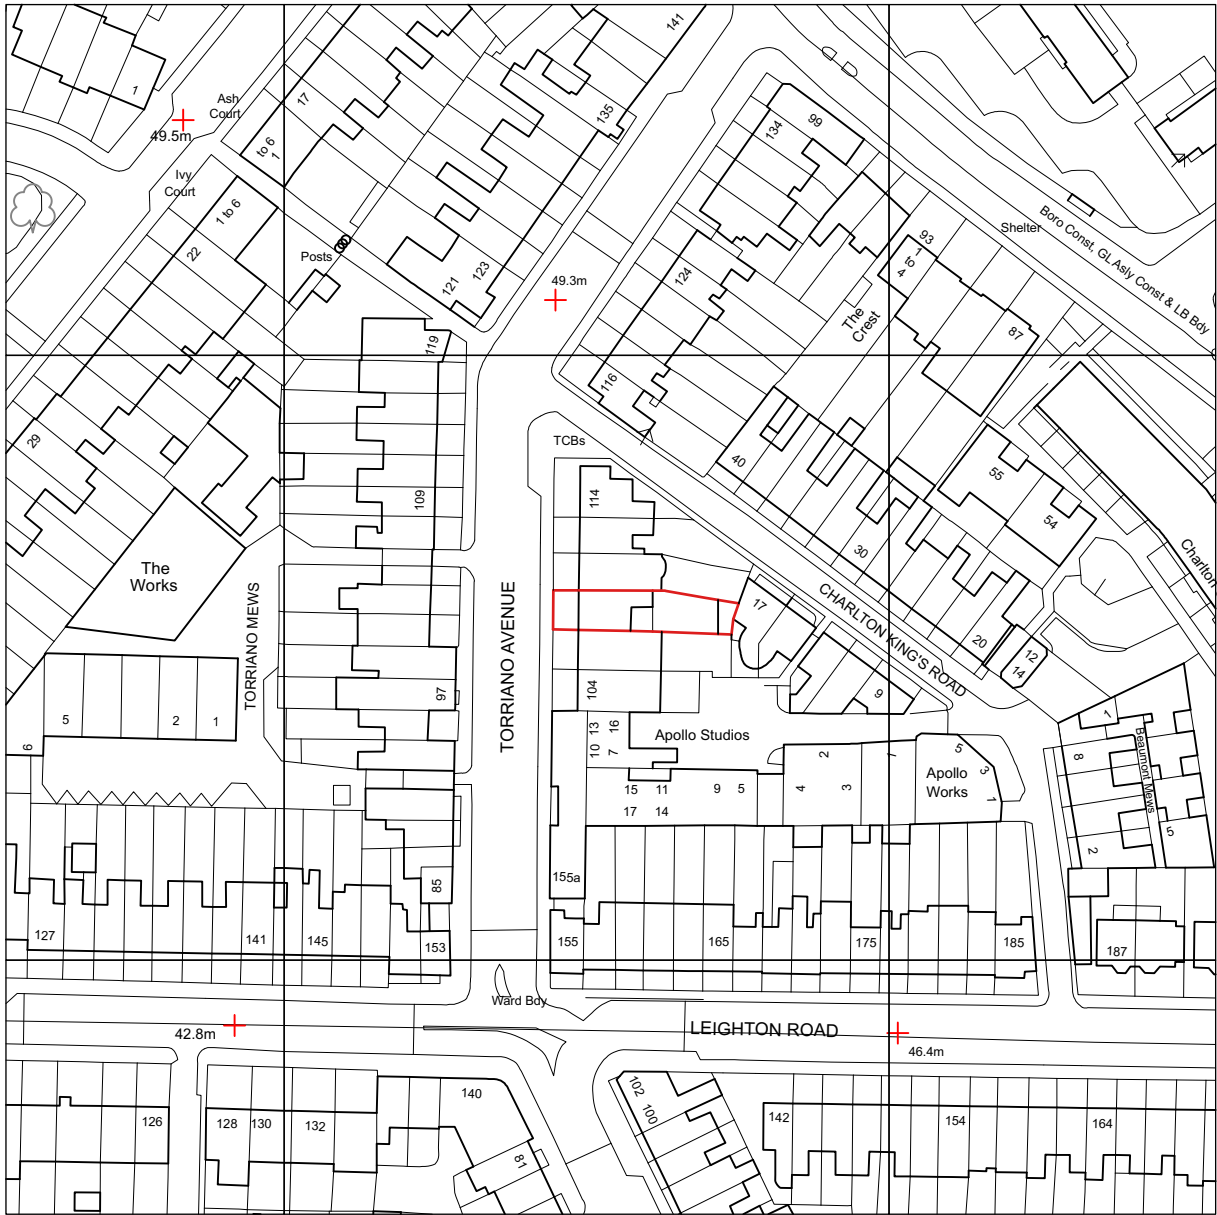 141
1
Ash
Court
17
135
49.5m
to 6
1
134
99
Ivy
Court
1 to 6
22
Posts
121
123
49.3m
124
93
1
to
4
Shelter
Boro Const, GL Asly Const & LB Bdy
The
Crest
87
119
116
29
TCBs
40
109
114
55
54
30
Charlton
The
Works
TORRIANO MEWS
TORRIANO AVENUE
17
CHARLTON KING'S ROAD
20
12
14
97
104
9
5
2
1
6
13
16
10
7
Apollo Studios
2
1
5
3
1
Apollo
Works
1
Beaumont Mews
8
15
11
9
5
4
3
17
14
5
2
85
155a
127
141
145
153
155
165
175
185
187
Ward Bdy
LEIGHTON ROAD
42.8m
46.4m
126
128
130
132
140
81
102
100
142
154
164